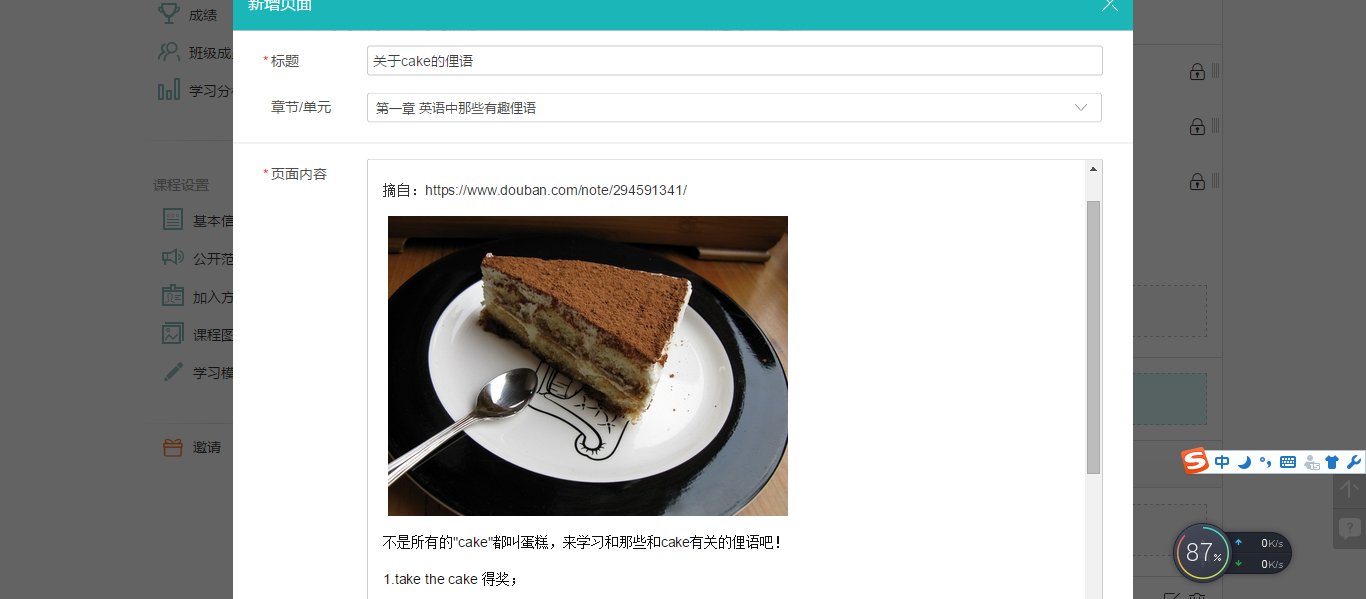 新增页面
成绩
班级成
学习分
课程设置
基本信
公开范
加入方
课程图
学习模
邀请
*标题
关于cake的俚语
章节/单元
第一章 英语中那些有趣俚语
*页面内容
摘自：https://www.douban.com/note/294591341/
不是所有的"cake"都叫蛋糕，来学习和那些和cake有关的俚语吧！
1.take the cake 得奖；
S中
?
87%
0K/s
0K/s